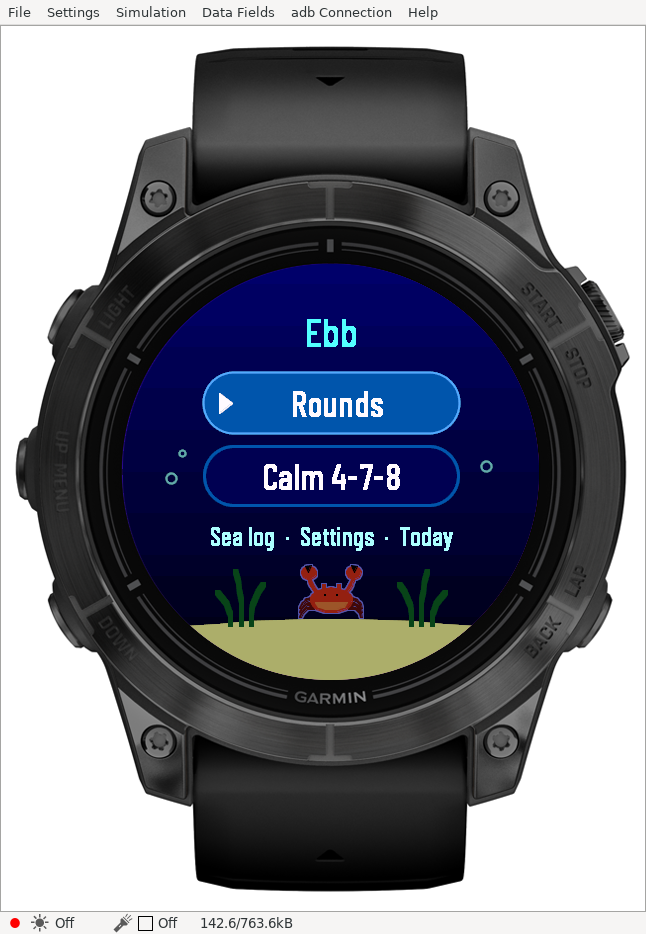 File Settings Simulation Data Fields adb Connection Help
LIGHT
START
STOP
Ebb
Rounds
UP MENU
Calm 4-7-8
Sea log · Settings · Today
DOWN
LAP
BACK
GARMIN
Off Off 142.6/763.6kB